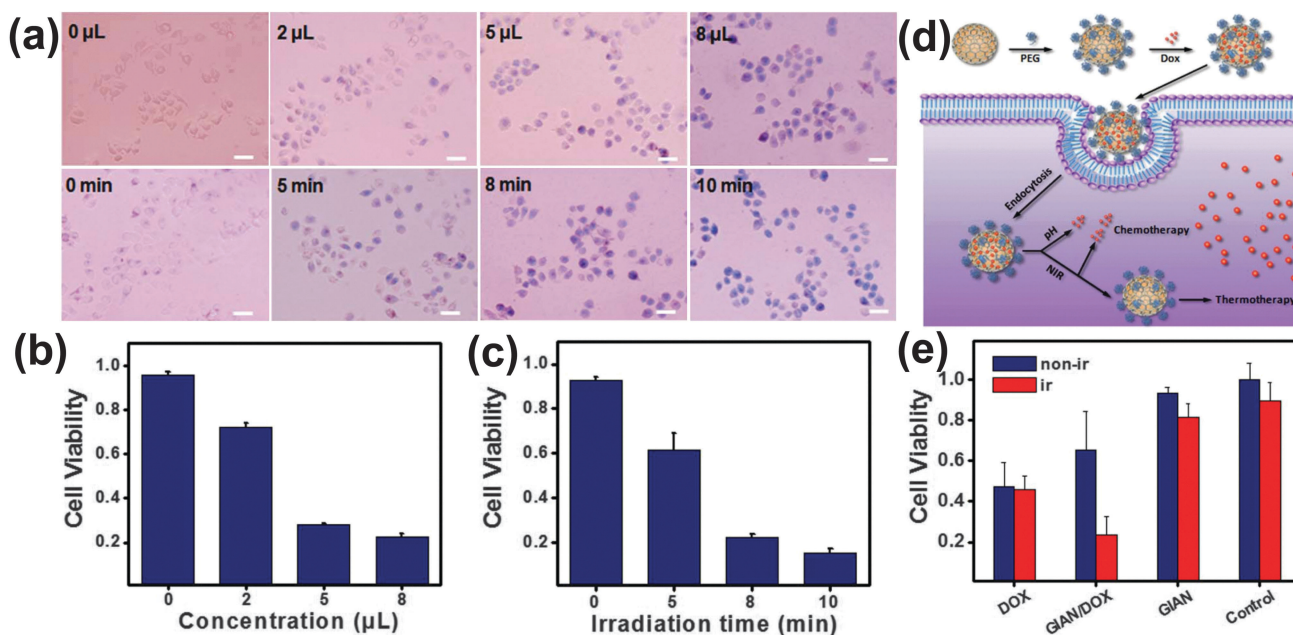 (a)
0 µL
2 µL
5 µL
8 µL
0 min
5 min
8 min
10 min
(d)
PEG
Dox
Endocytosis
pH
NIR
Chemotherapy
Thermotherapy
(b)
Cell Viability
1.0
0.8
0.6
0.4
0.2
0
2
5
8
Concentration (µL)
(c)
Cell Viability
1.0
0.8
0.6
0.4
0.2
0
5
8
10
Irradiation time (min)
(e)
non-ir
ir
Cell Viability
1.0
0.8
0.6
0.4
0.2
DOX
GIAN/DOX
GIAN
Control